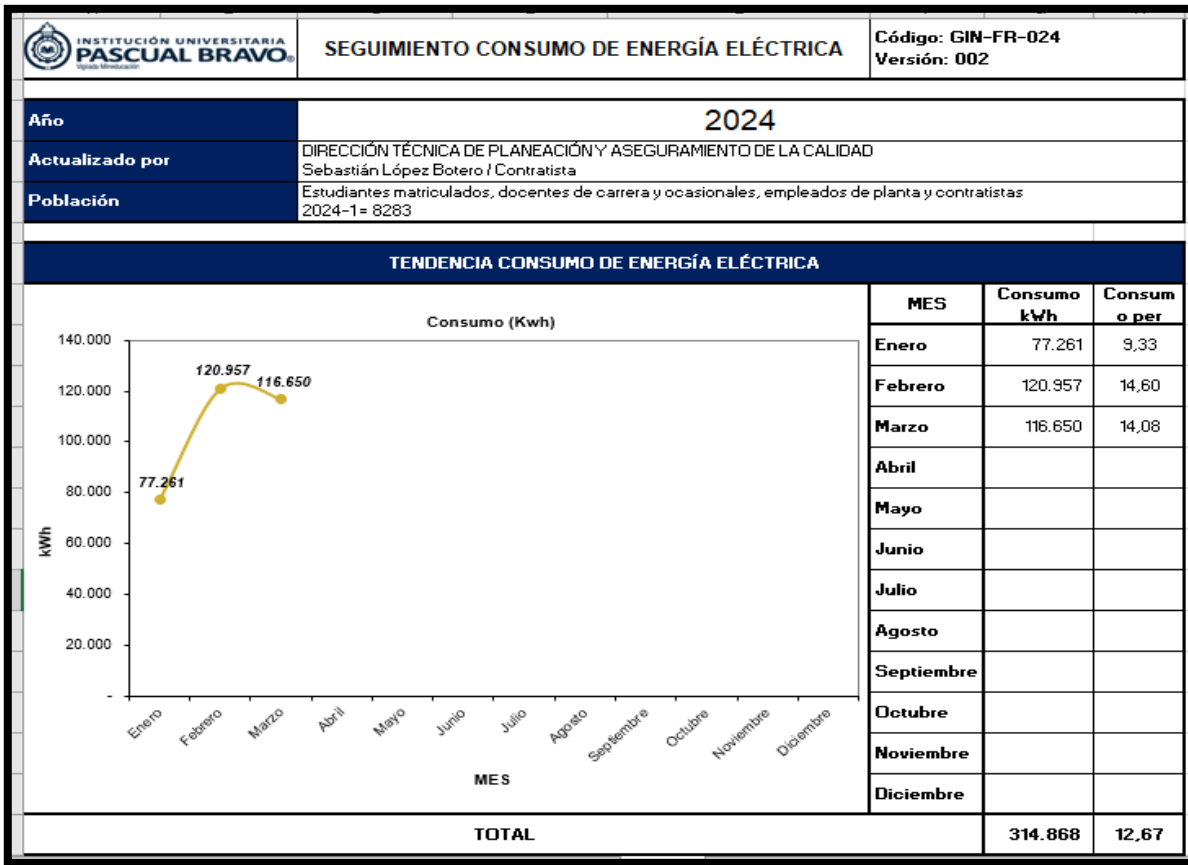 INSTITUCIÓN UNIVERSITARIA
PASCUAL BRAVO®
Vigilada Mineducación
SEGUIMIENTO CONSUMO DE ENERGÍA ELÉCTRICA
Código: GIN-FR-024
Versión: 002
Año
2024
Actualizado por
DIRECCIÓN TÉCNICA DE PLANEACIÓN Y ASEGURAMIENTO DE LA CALIDAD
Sebastián López Botero / Contratista
Población
Estudiantes matriculados, docentes de carrera y ocasionales, empleados de planta y contratistas
2024-1= 8283
TENDENCIA CONSUMO DE ENERGÍA ELÉCTRICA
Consumo (Kwh)
140.000
120.000
100.000
80.000
60.000
40.000
20.000
-
kWh
77.261
120.957
116.650
Enero
Febrero
Marzo
Abril
Mayo
Junio
Julio
Agosto
Septiembre
Octubre
Noviembre
Diciembre
MES
MES
Consumo
kWh
Consum
o per
Enero 77.261 9,33
Febrero 120.957 14,60
Marzo 116.650 14,08
Abril
Mayo
Junio
Julio
Agosto
Septiembre
Octubre
Noviembre
Diciembre
TOTAL 314.868 12,67